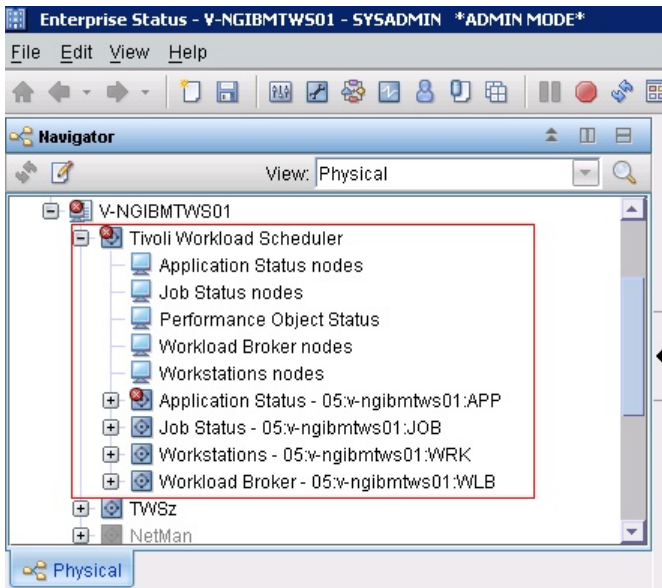 Enterprise Status - V-NGIBMTWS01 - SYSADMIN *ADMIN MODE*
File Edit View Help
Navigator
View: Physical
V-NGIBMTWS01
Tivoli Workload Scheduler
Application Status nodes
Job Status nodes
Performance Object Status
Workload Broker nodes
Workstations nodes
Application Status - 05:v-ngibmtws01:APP
Job Status - 05:v-ngibmtws01:JOB
Workstations - 05:v-ngibmtws01:WRK
Workload Broker - 05:v-ngibmtws01:WLB
TWSz
NetMan
Physical